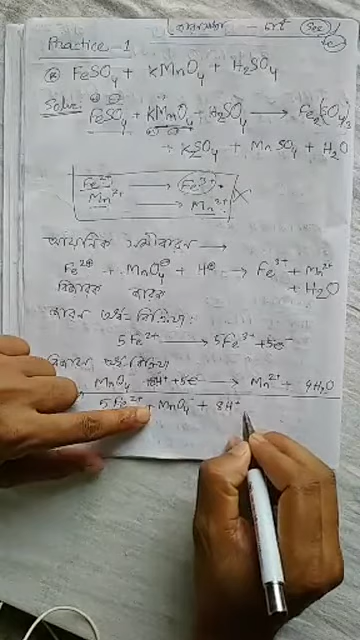 Practice-1
FeSO₄ + KMnO₄ + H₂SO₄
Solve: FeSO₄ + KMnO₄ + H₂SO₄ → Fe₂(SO₄)₃
+ K₂SO₄ + MnSO₄ + H₂O
Fe²⁺ → Fe³⁺
Mn²⁺ → Mn²⁺
আয়নিক সমীকরণ →
Fe²⊕ + MnO₄⊖ + H⊕ → Fe³⁺ + Mn²⁺
+ H₂O
বিজারক জারক
জারণ অর্ধ-বিক্রিয়া:
5Fe²⁺ → 5Fe³⁺ + 5e⁻
বিজারণ অর্ধ বিক্রিয়া
MnO₄⁻ 8H⁺ + 5e⁻ → Mn²⁺ + 4H₂O
5Fe²⁺ + MnO₄⁻ + 8H⁺